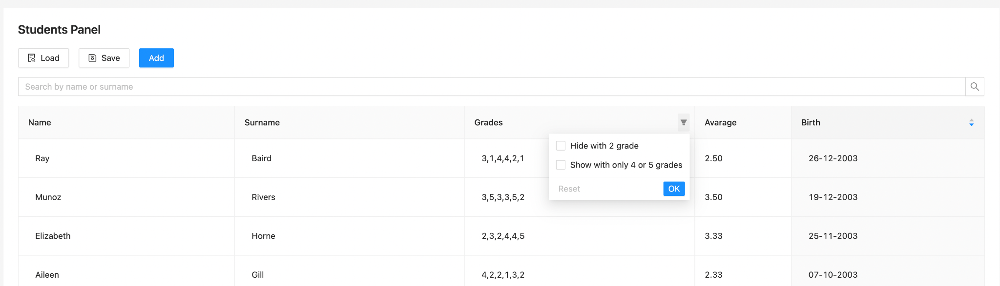 Students Panel
Load Save Add
Search by name or surname
Name Surname Grades Avarage Birth
Hide with 2 grade
Ray Baird 3,1,4,4,2,1 2.50 26-12-2003
Show with only 4 or 5 grades
Reset OK
Munoz Rivers 3,5,3,3,5,2 3.50 19-12-2003
Elizabeth Horne 2,3,2,4,4,5 3.33 25-11-2003
Aileen Gill 4,2,2,1,3,2 2.33 07-10-2003